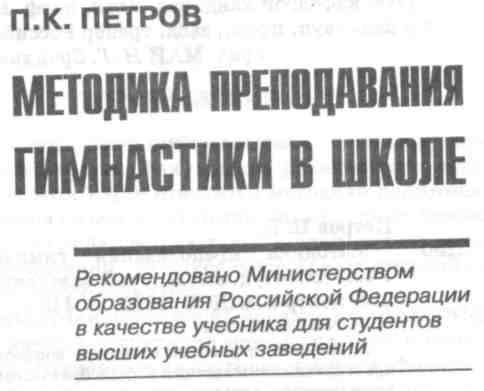 П.К. ПЕТРОВ
МЕТОДИКА ПРЕПОДАВАНИЯ
ГИМНАСТИКИ В ШКОЛЕ
Рекомендовано Министерством
образования Российской Федерации
в качестве учебника для студентов
высших учебных заведений